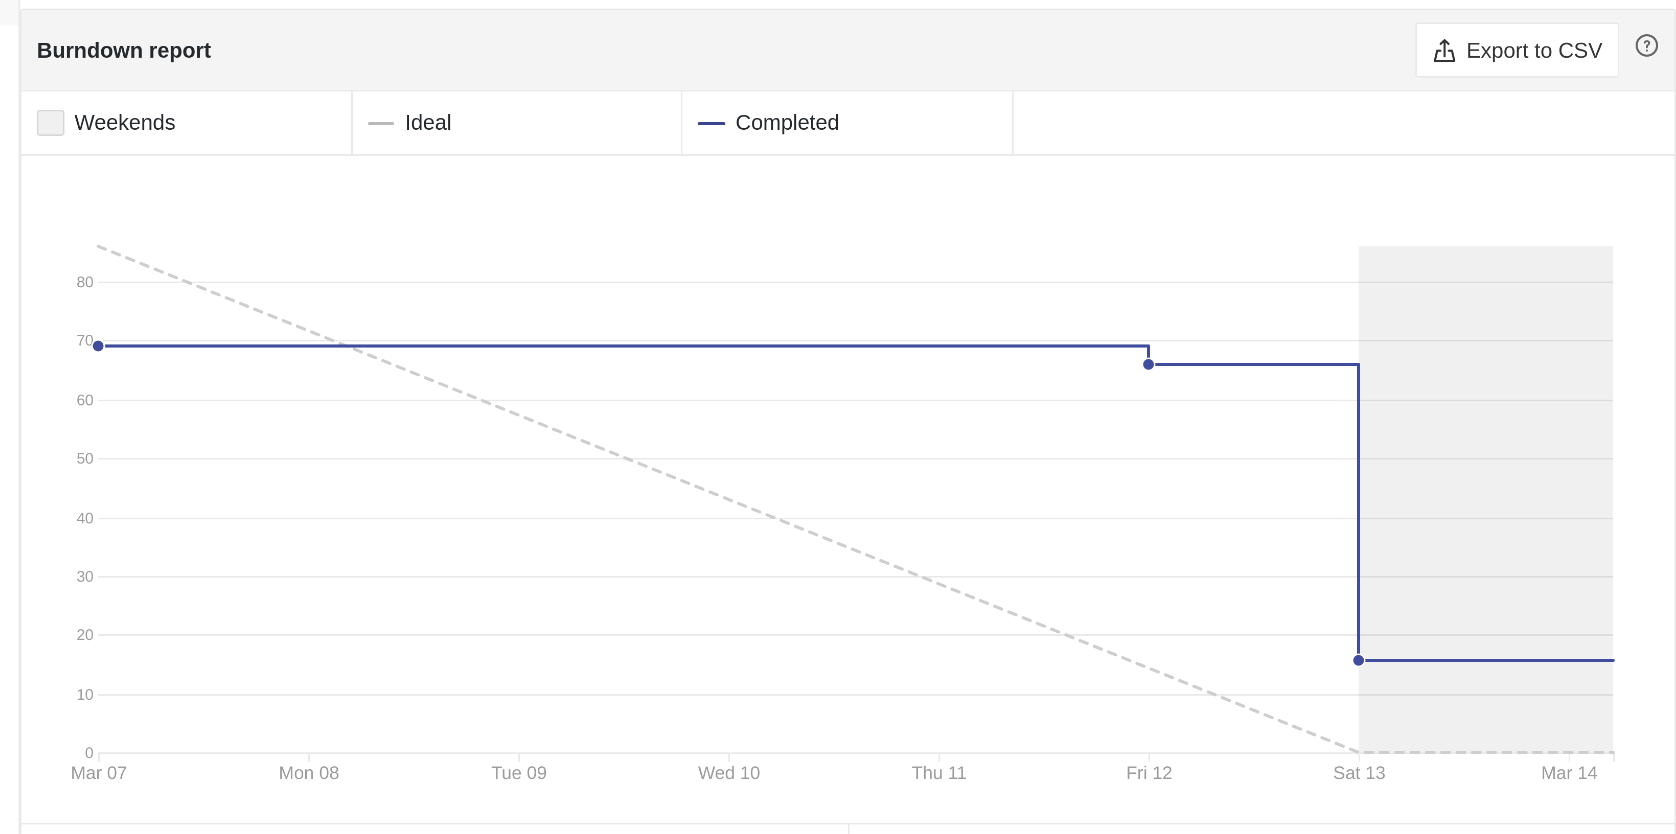 Burndown report
Export to CSV
Weekends
Ideal
Completed
80
70
60
50
40
30
20
10
0
Mar 07
Mon 08
Tue 09
Wed 10
Thu 11
Fri 12
Sat 13
Mar 14